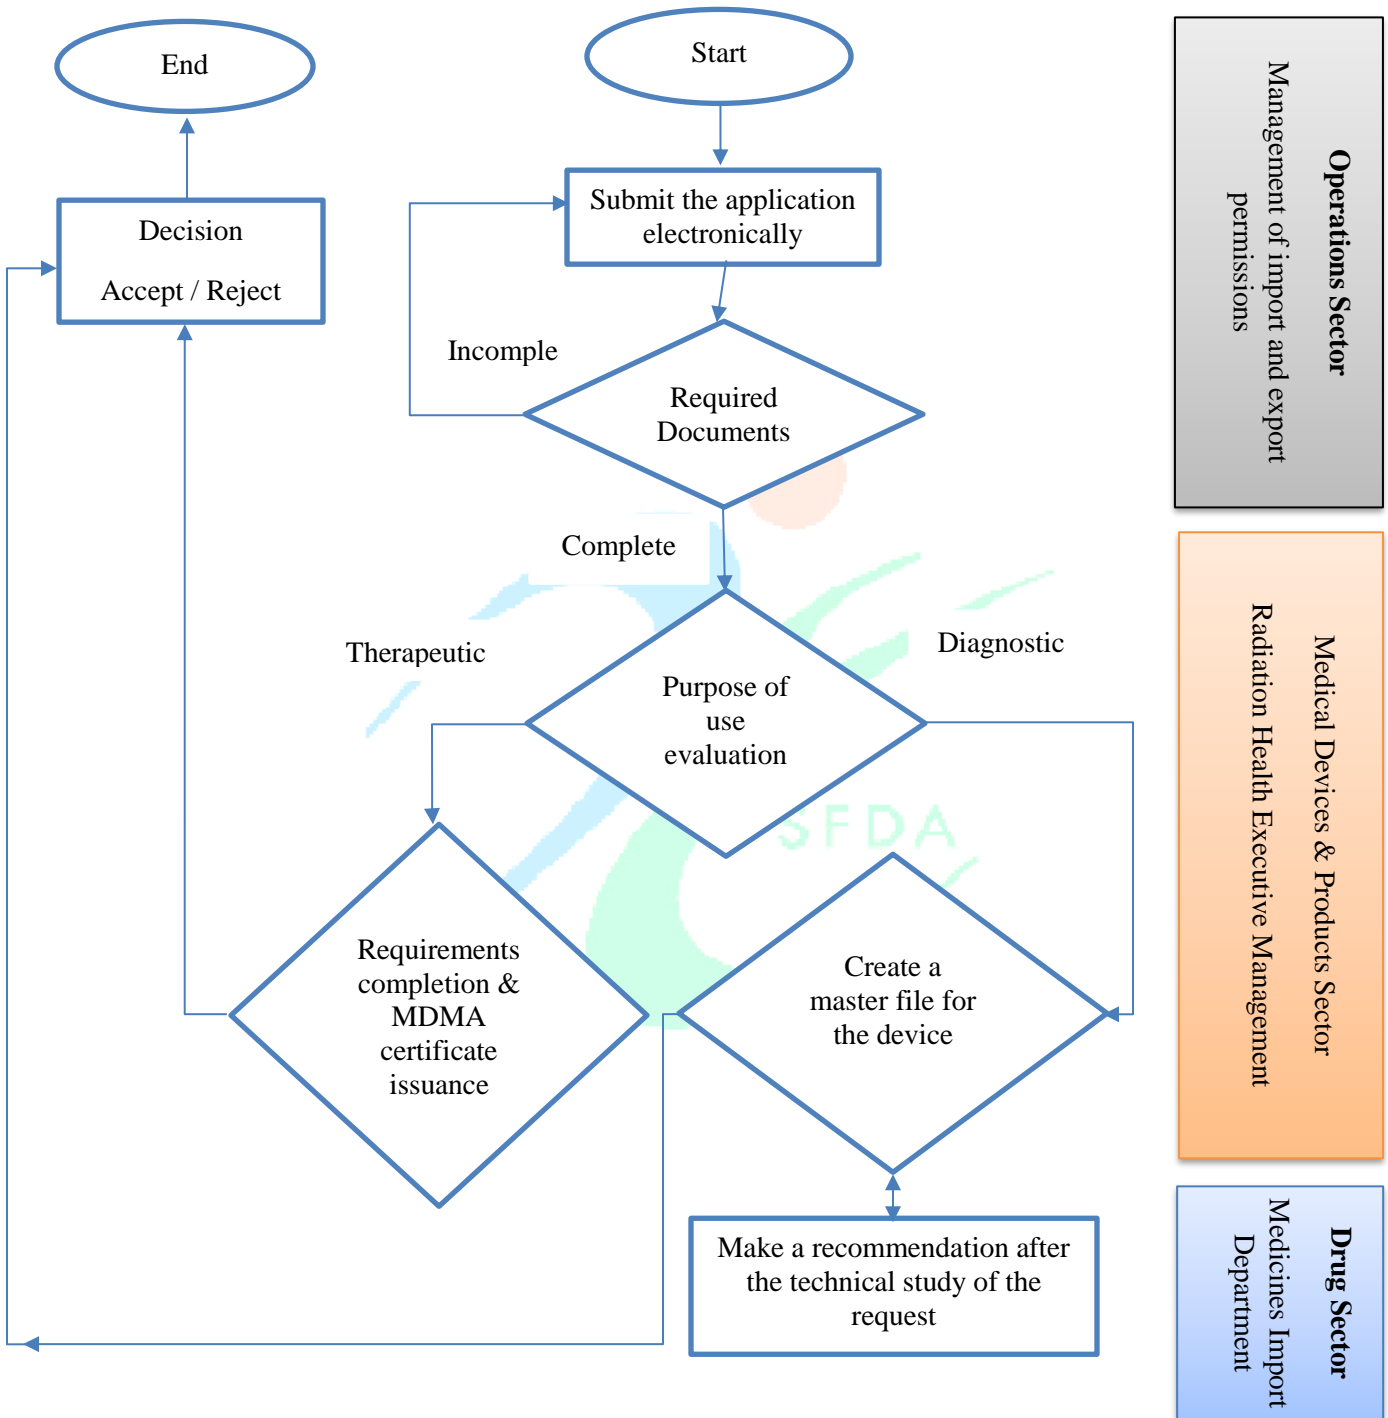 End
Start
Decision
Accept / Reject
Submit the application
electronically
Incomple
Required
Documents
Complete
Therapeutic
Diagnostic
Purpose of
use
evaluation
SFDA
Requirements
completion &
MDMA
certificate
issuance
Create a
master file for
the device
Make a recommendation after
the technical study of the
request
Operations Sector
Management of import and export
permissions
Medical Devices & Products Sector
Radiation Health Executive Management
Drug Sector
Medicines Import
Department